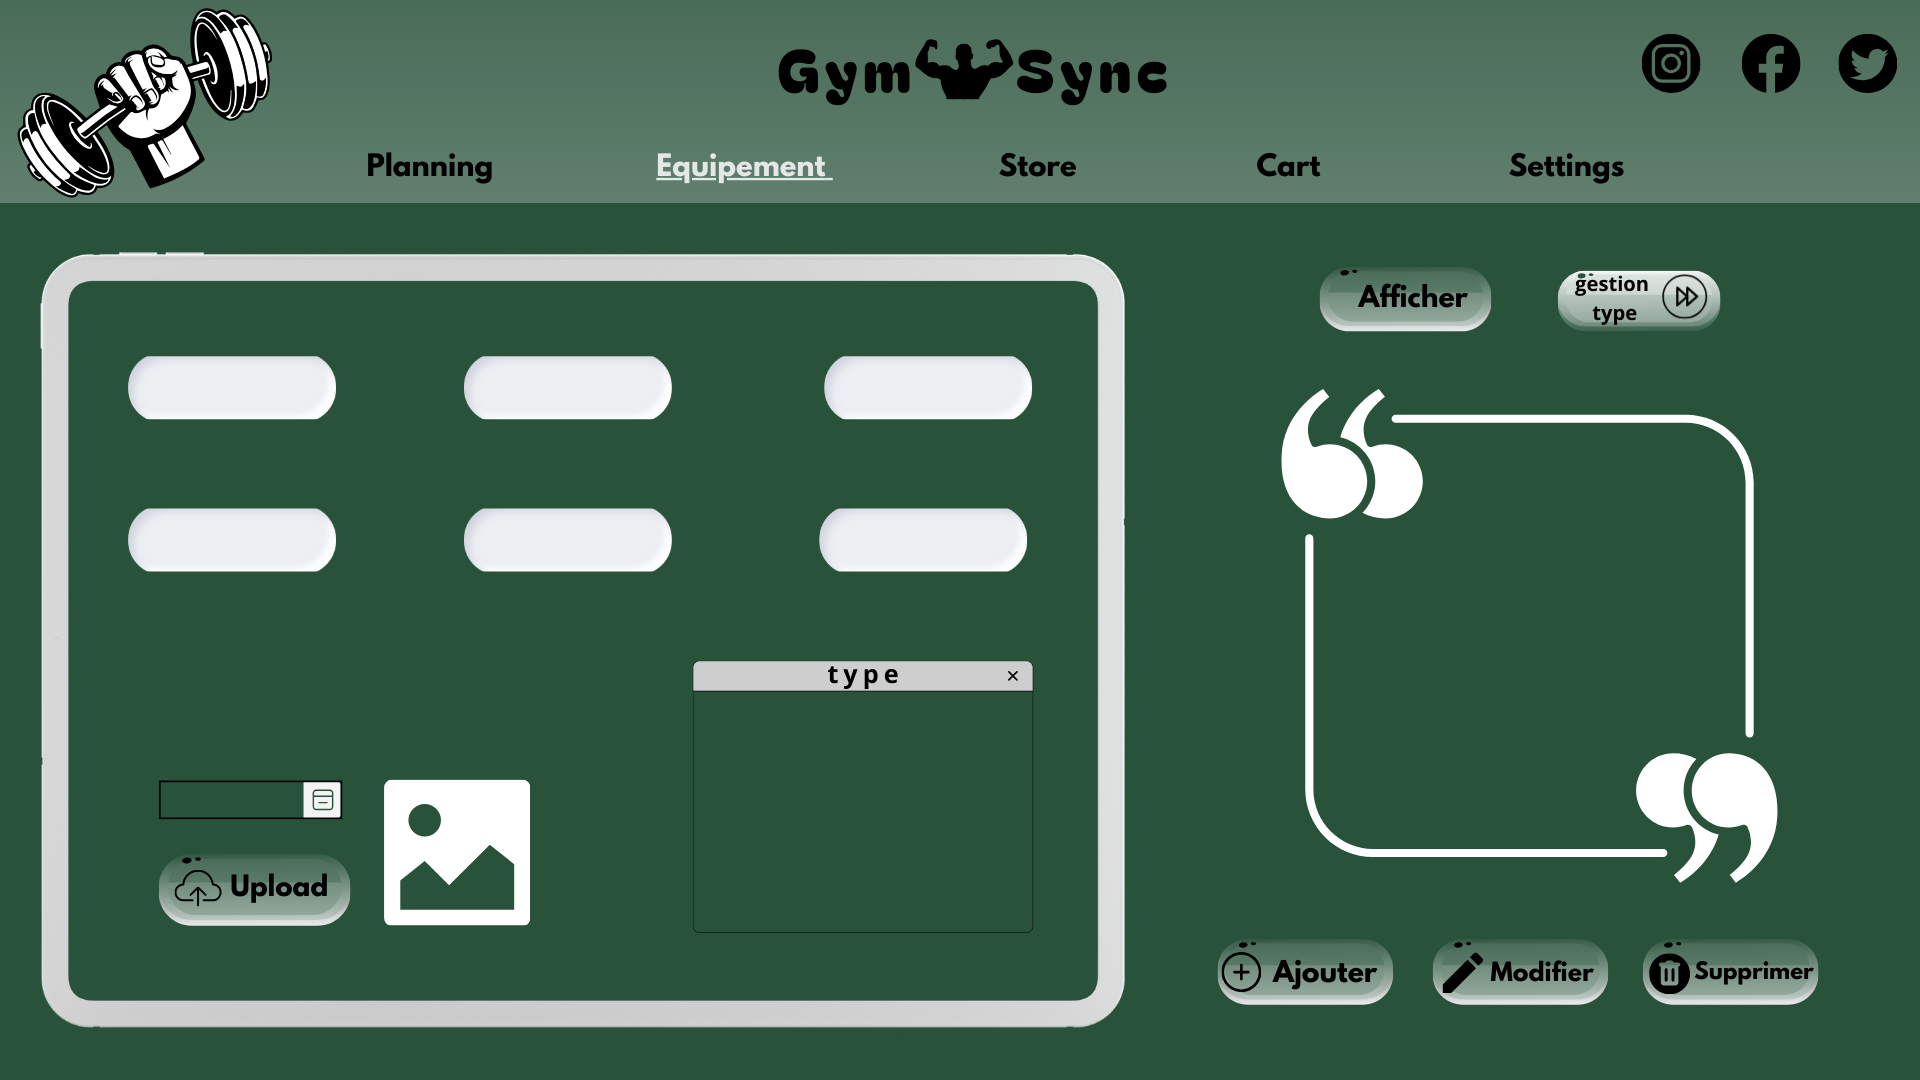 Gym Sync
Planning
Equipement
Store
Cart
Settings
Afficher
gestion
type
type
Upload
Ajouter
Modifier
Supprimer